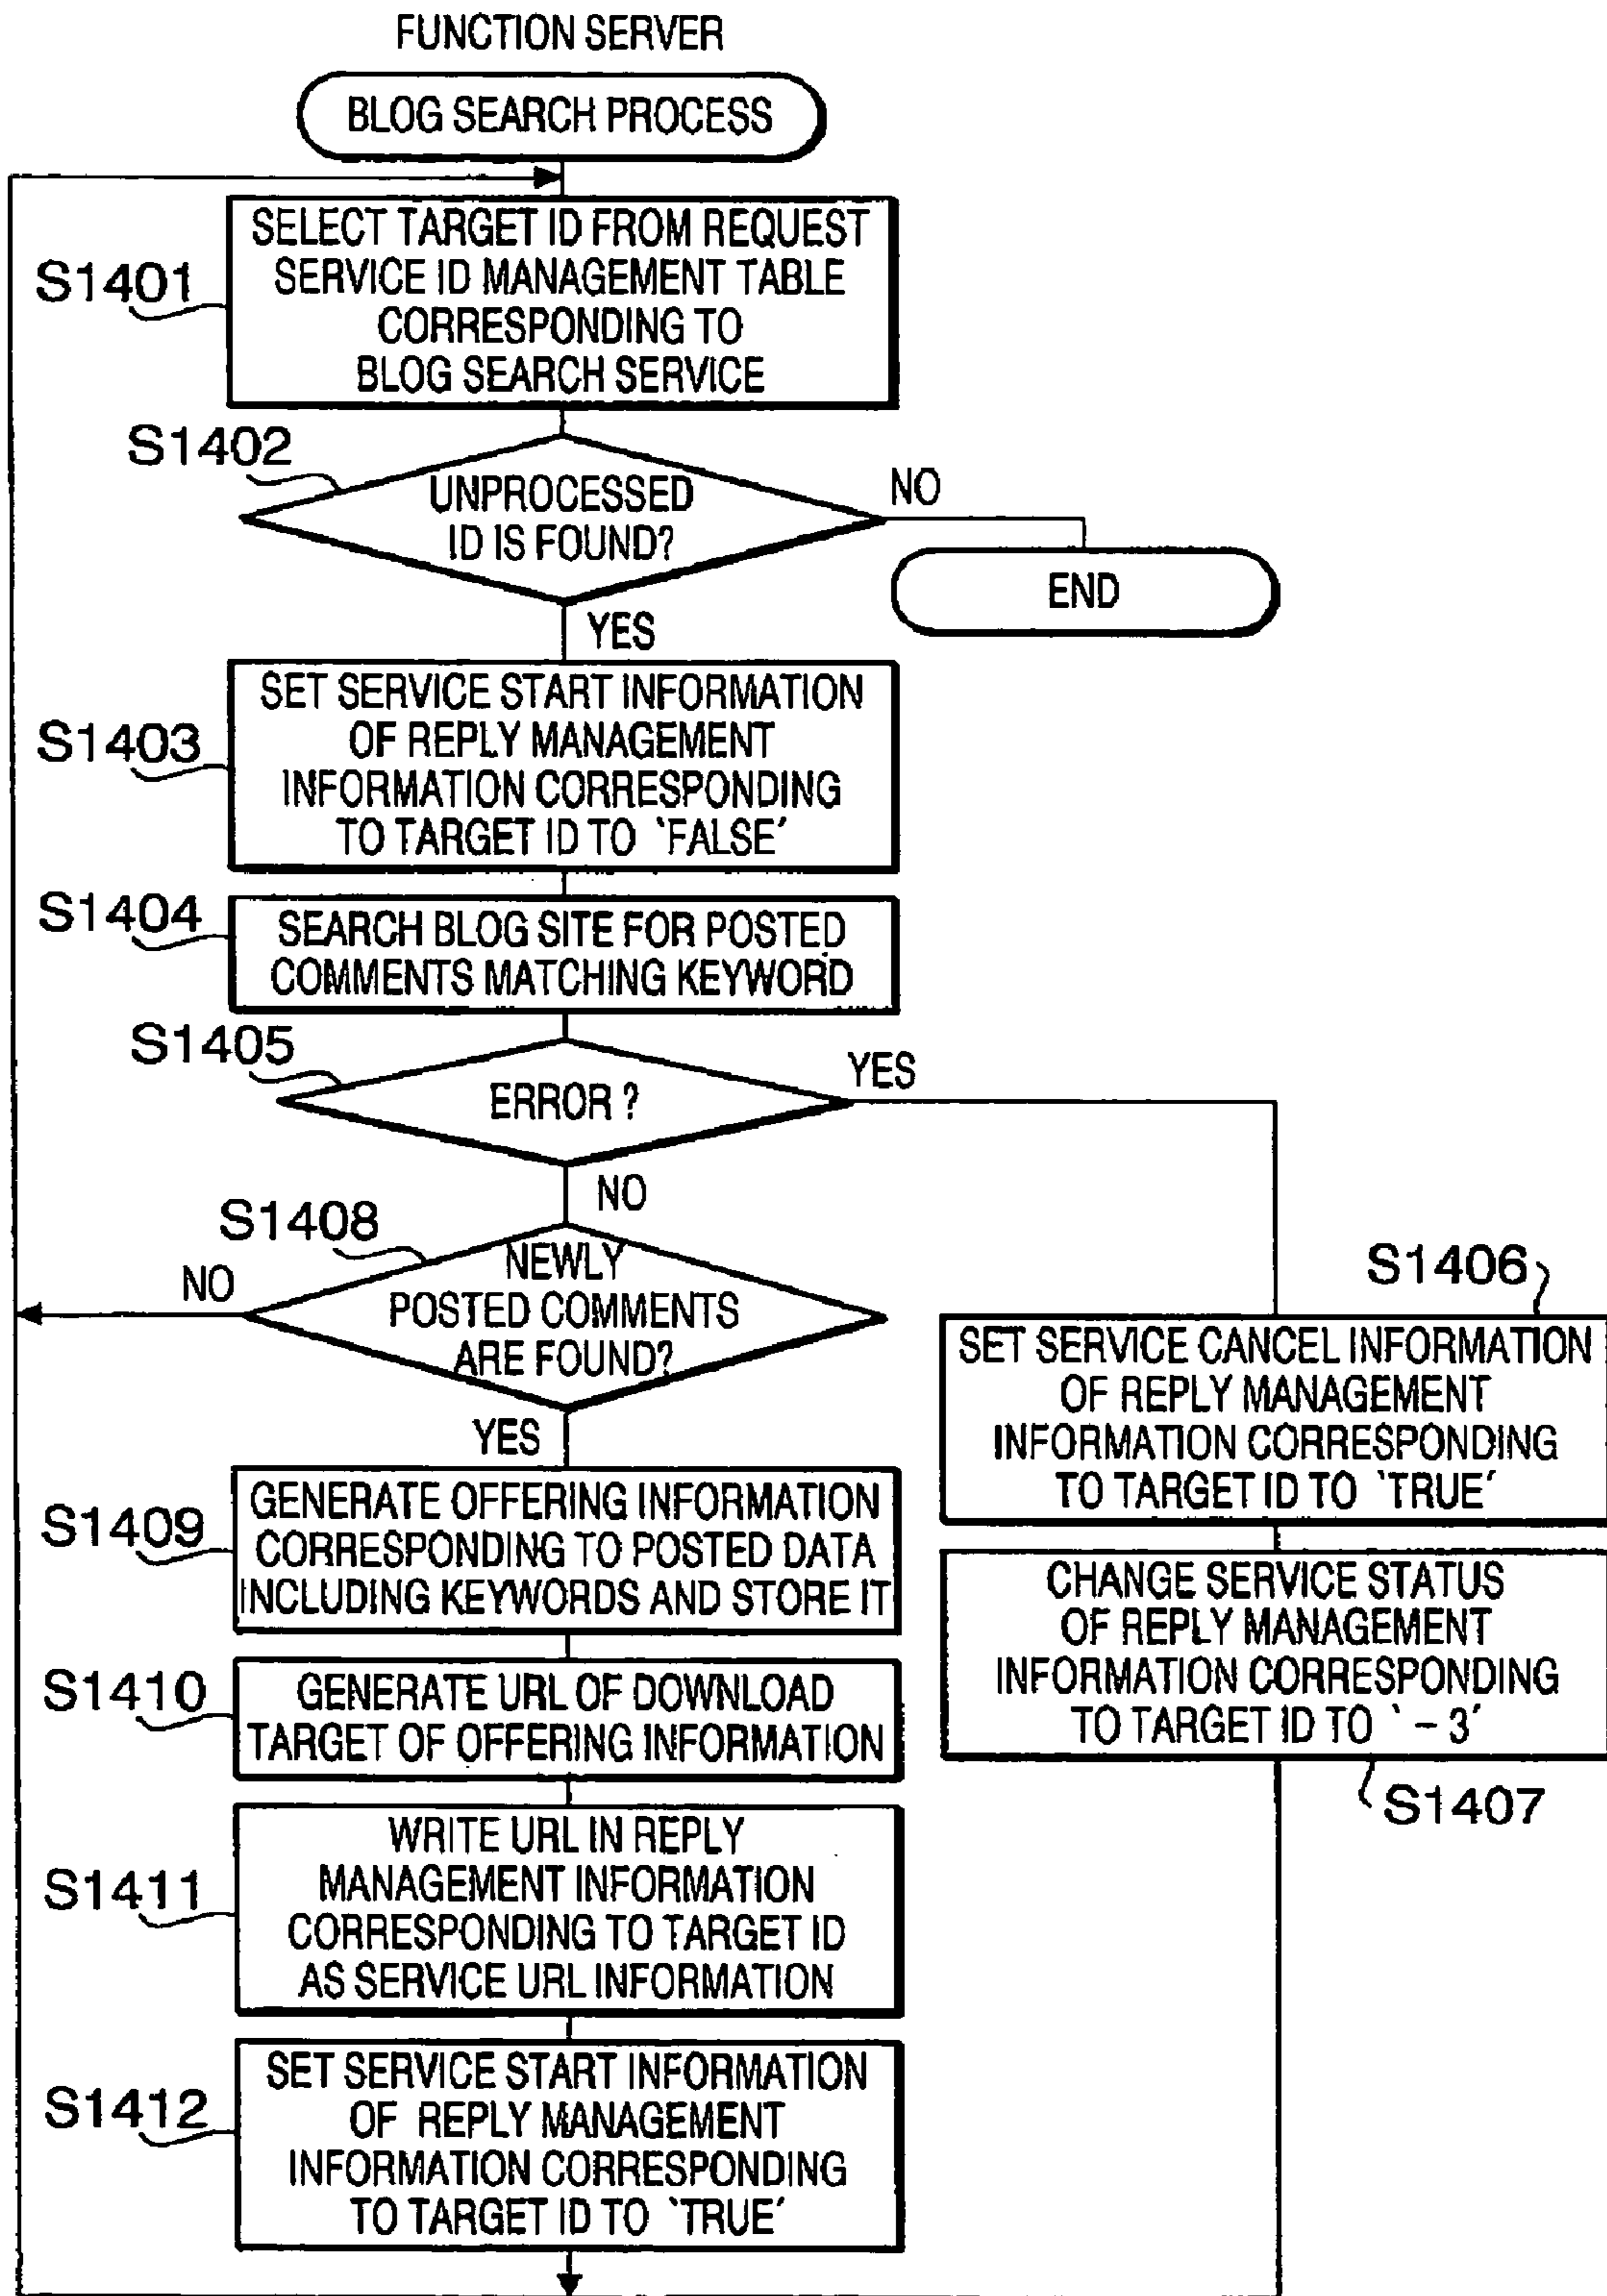 FUNCTION SERVER
BLOG SEARCH PROCESS
S1401
SELECT TARGET ID FROM REQUEST
SERVICE ID MANAGEMENT TABLE
CORRESPONDING TO
BLOG SEARCH SERVICE
S1402
UNPROCESSED
ID IS FOUND?
NO
END
YES
S1403
SET SERVICE START INFORMATION
OF REPLY MANAGEMENT
INFORMATION CORRESPONDING
TO TARGET ID TO 'FALSE'
S1404
SEARCH BLOG SITE FOR POSTED
COMMENTS MATCHING KEYWORD
S1405
ERROR ?
YES
NO
S1408
NEWLY
POSTED COMMENTS
ARE FOUND?
NO
YES
S1406
SET SERVICE CANCEL INFORMATION
OF REPLY MANAGEMENT
INFORMATION CORRESPONDING
TO TARGET ID TO 'TRUE'
CHANGE SERVICE STATUS
OF REPLY MANAGEMENT
INFORMATION CORRESPONDING
TO TARGET ID TO ' - 3'
S1407
S1409
GENERATE OFFERING INFORMATION
CORRESPONDING TO POSTED DATA
INCLUDING KEYWORDS AND STORE IT
S1410
GENERATE URL OF DOWNLOAD
TARGET OF OFFERING INFORMATION
S1411
WRITE URL IN REPLY
MANAGEMENT INFORMATION
CORRESPONDING TO TARGET ID
AS SERVICE URL INFORMATION
S1412
SET SERVICE START INFORMATION
OF REPLY MANAGEMENT
INFORMATION CORRESPONDING
TO TARGET ID TO 'TRUE'